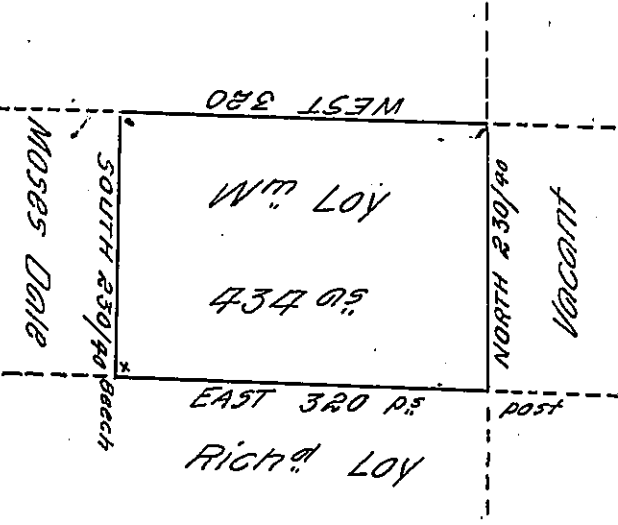 WEST 320
Moses Dale
SOUTH 230/40
Beech
Wm Loy
434 as
NORTH 230/40
Vacant
EAST 320 ps
post
Richd Loy